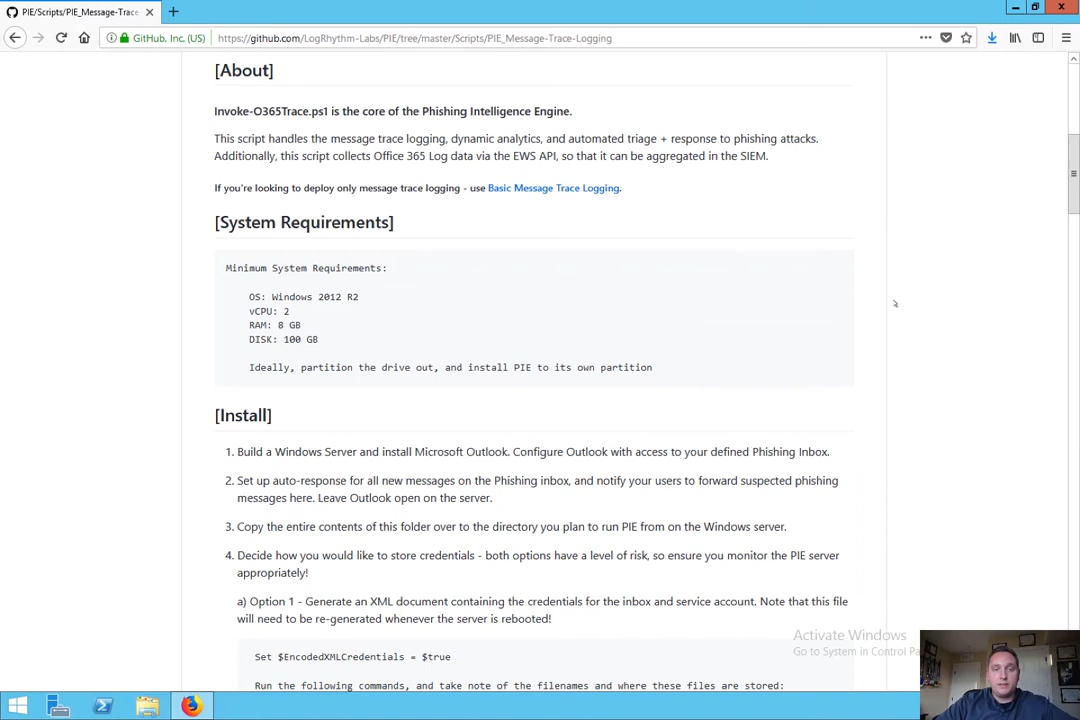 PIE/Scripts/PIE_Message-Trace-
GitHub, Inc. (US)
https://github.com/LogRhythm-Labs/PIE/tree/master/Scripts/PIE_Message-Trace-Logging
[About]
Invoke-O365Trace.ps1 is the core of the Phishing Intelligence Engine.
This script handles the message trace logging, dynamic analytics, and automated triage + response to phishing attacks.
Additionally, this script collects Office 365 Log data via the EWS API, so that it can be aggregated in the SIEM.
If you're looking to deploy only message trace logging - use Basic Message Trace Logging.
[System Requirements]
Minimum System Requirements:
OS: Windows 2012 R2
vCPU: 2
RAM: 8 GB
DISK: 100 GB
Ideally, partition the drive out, and install PIE to its own partition
[Install]
1. Build a Windows Server and install Microsoft Outlook. Configure Outlook with access to your defined Phishing Inbox.
2. Set up auto-response for all new messages on the Phishing inbox, and notify your users to forward suspected phishing
messages here. Leave Outlook open on the server.
3. Copy the entire contents of this folder over to the directory you plan to run PIE from on the Windows server.
4. Decide how you would like to store credentials - both options have a level of risk, so ensure you monitor the PIE server
appropriately!
a) Option 1 - Generate an XML document containing the credentials for the inbox and service account. Note that this file
will need to be re-generated whenever the server is rebooted!
Set $EncodedXMLCredentials = $true
Run the following commands, and take note of the filenames and where these files are stored:
Activate Windows
Go to System in Control Pa